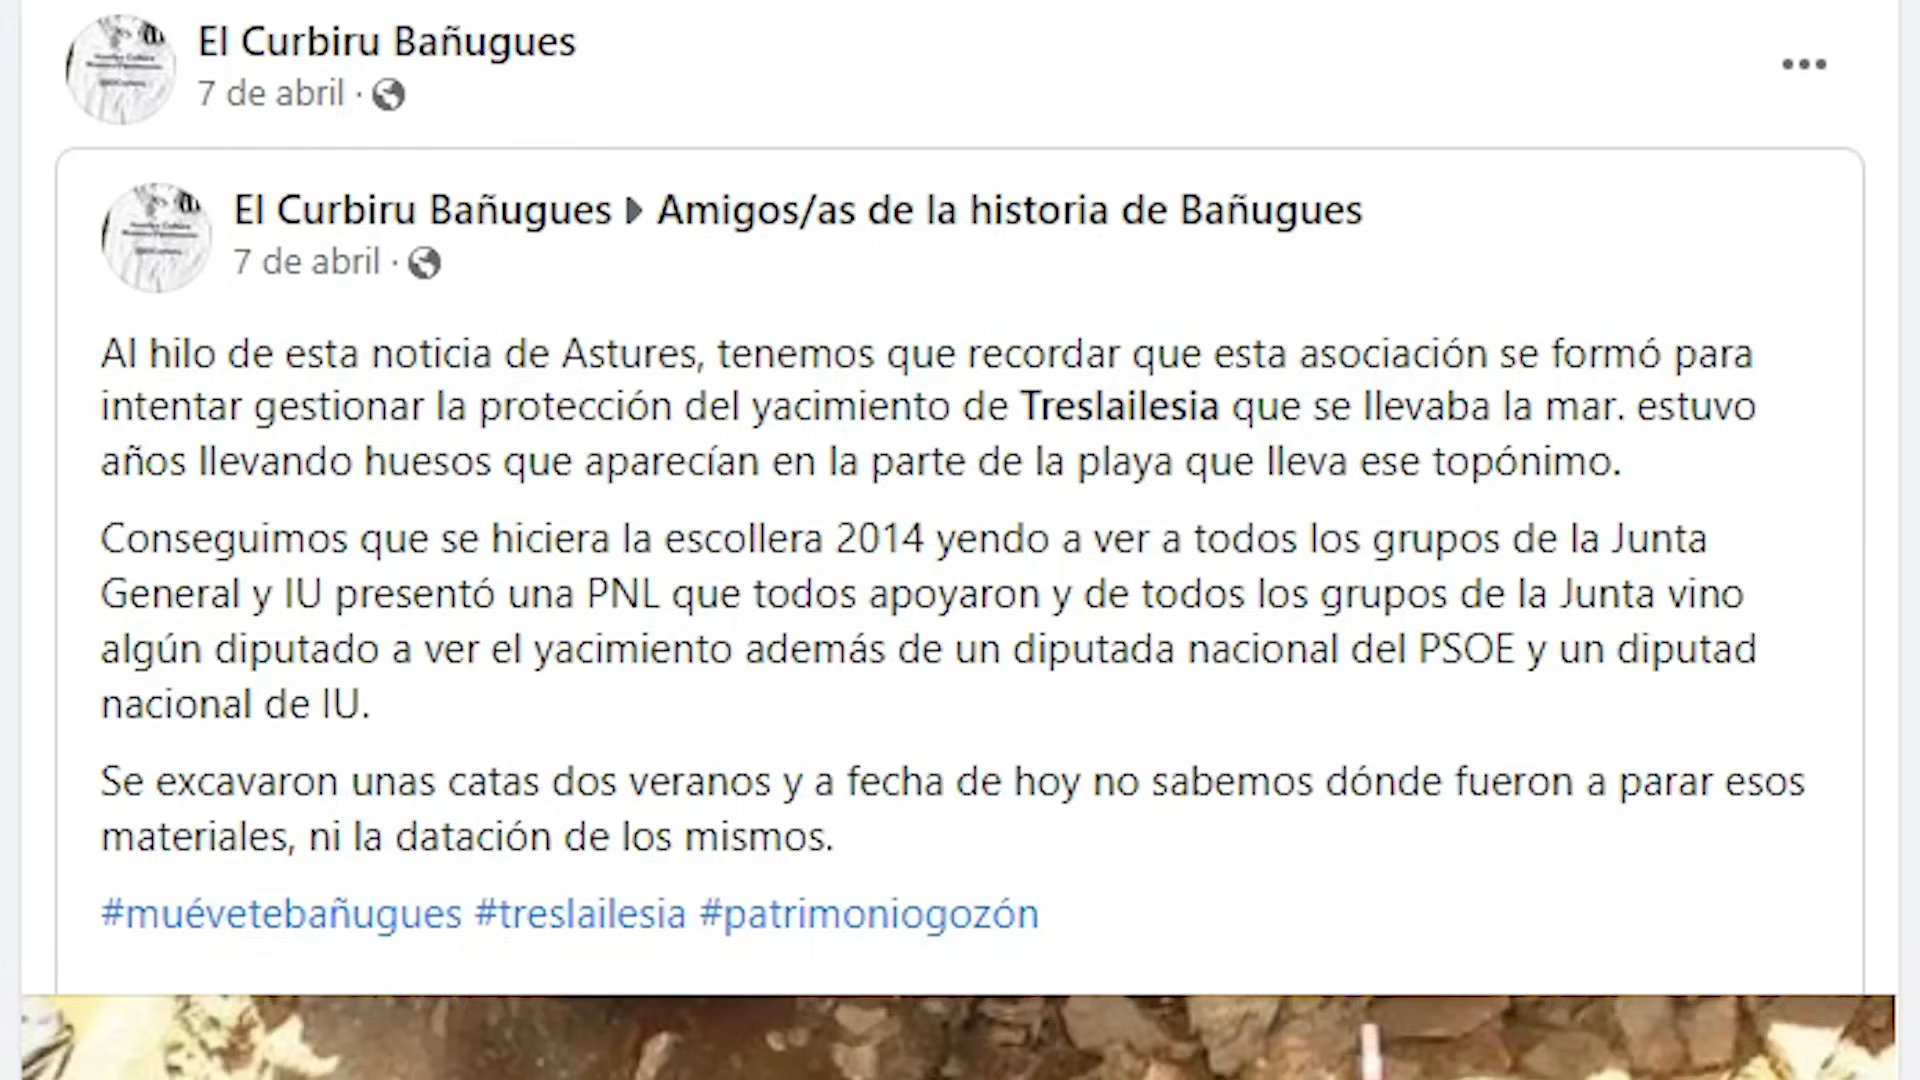 El Curbiru Bañugues
7 de abril ·
El Curbiru Bañugues Amigos/as de la historia de Bañugues
7 de abril ·
Al hilo de esta noticia de Astures, tenemos que recordar que esta asociación se formó para
intentar gestionar la protección del yacimiento de Treslailesia que se llevaba la mar. estuvo
años llevando huesos que aparecían en la parte de la playa que lleva ese topónimo.
Conseguimos que se hiciera la escollera 2014 yendo a ver a todos los grupos de la Junta
General y IU presentó una PNL que todos apoyaron y de todos los grupos de la Junta vino
algún diputado a ver el yacimiento además de un diputada nacional del PSOE y un diputad
nacional de IU.
Se excavaron unas catas dos veranos y a fecha de hoy no sabemos dónde fueron a parar esos
materiales, ni la datación de los mismos.
#muévetebañugues #treslailesia #patrimoniogozón